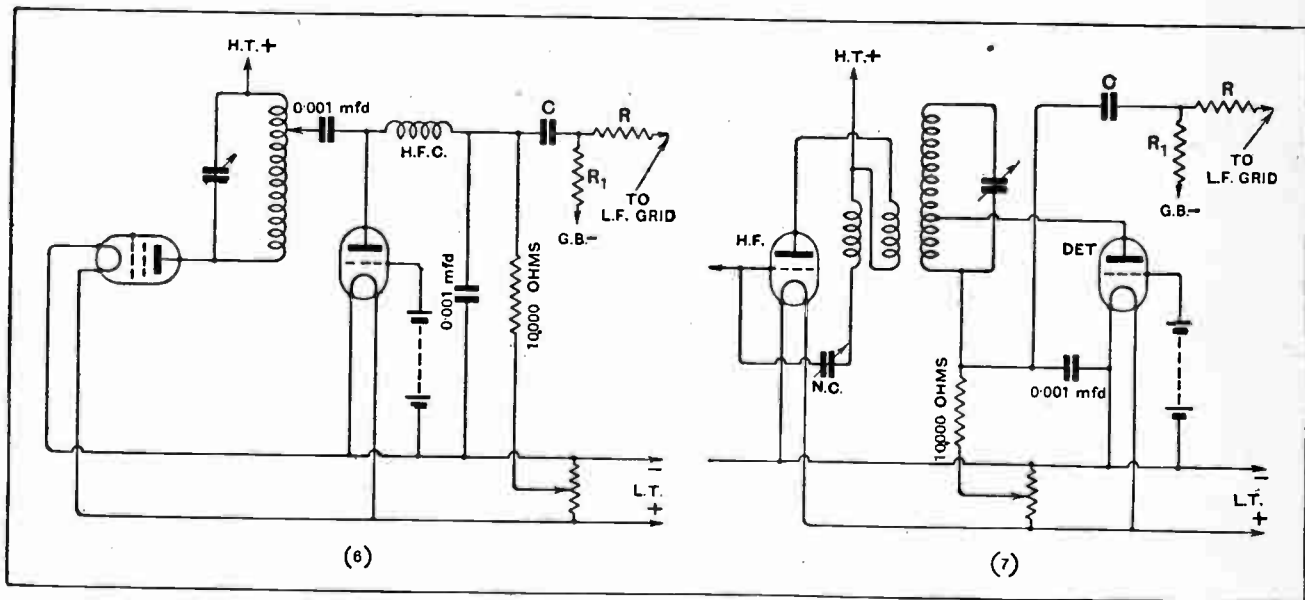 H.T.+
0.001 mfd
H.F.C.
C
R
R1
TO
L.F. GRID
G.B.-
0.001 mfd
10,000 OHMS
-
L.T.
+
(6)
H.T.+
H.F.
N.C.
C
R
R1
TO
L.F. GRID
G.B.-
DET
10,000 OHMS
0.001 mfd
-
L.T.
+
(7)